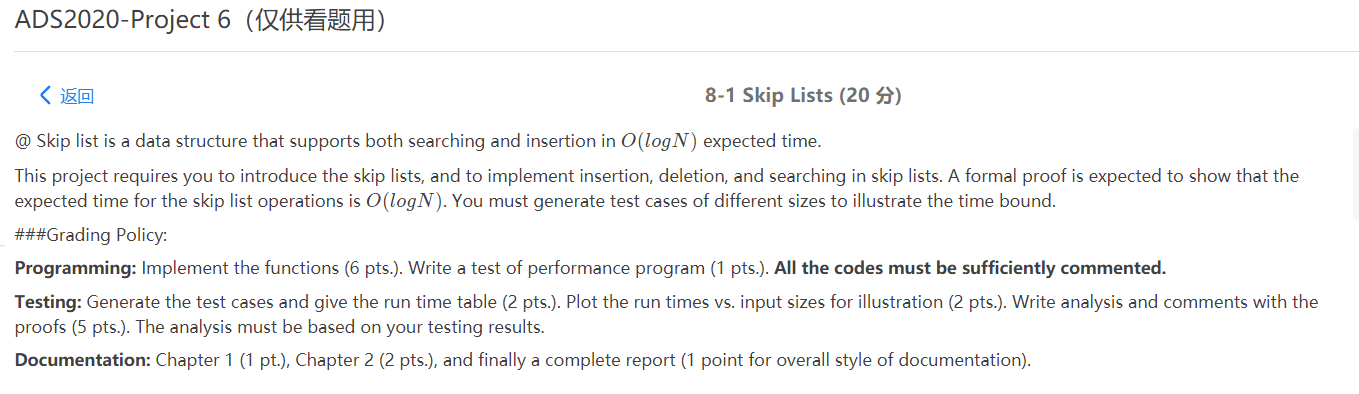 ADS2020-Project 6（仅供看题用）
返回
8-1 Skip Lists (20 分)
@ Skip list is a data structure that supports both searching and insertion in O(logN) expected time.
This project requires you to introduce the skip lists, and to implement insertion, deletion, and searching in skip lists. A formal proof is expected to show that the
expected time for the skip list operations is O(logN). You must generate test cases of different sizes to illustrate the time bound.
###Grading Policy:
Programming: Implement the functions (6 pts.). Write a test of performance program (1 pts.). All the codes must be sufficiently commented.
Testing: Generate the test cases and give the run time table (2 pts.). Plot the run times vs. input sizes for illustration (2 pts.). Write analysis and comments with the
proofs (5 pts.). The analysis must be based on your testing results.
Documentation: Chapter 1 (1 pt.), Chapter 2 (2 pts.), and finally a complete report (1 point for overall style of documentation).